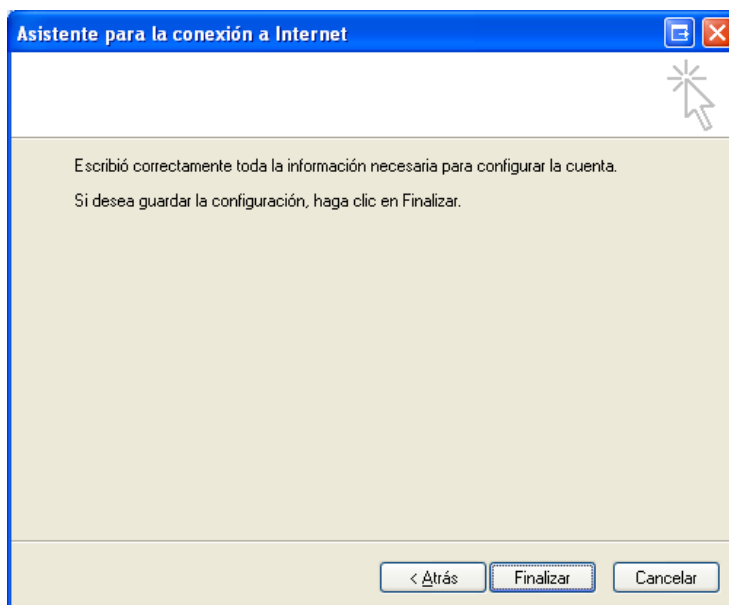 Asistente para la conexión a Internet
Escribió correctamente toda la información necesaria para configurar la cuenta.
Si desea guardar la configuración, haga clic en Finalizar.
< Atrás Finalizar Cancelar